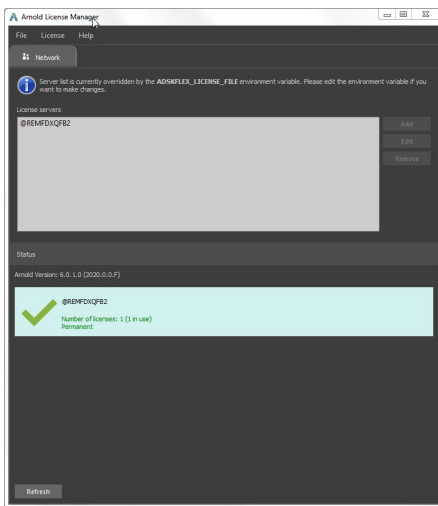 Arnold License Manager
File License Help
Network
Server list is currently overridden by the ADSKFLEX_LICENSE_FILE environment variable. Please edit the environment variable if you
want to make changes.
License servers
@REMFDXQFB2
Add
Edit
Remove
Status
Arnold Version: 6.0.1.0 (2020.0.0.F)
@REMFDXQFB2
Number of licenses: 1 (1 in use)
Permanent
Refresh